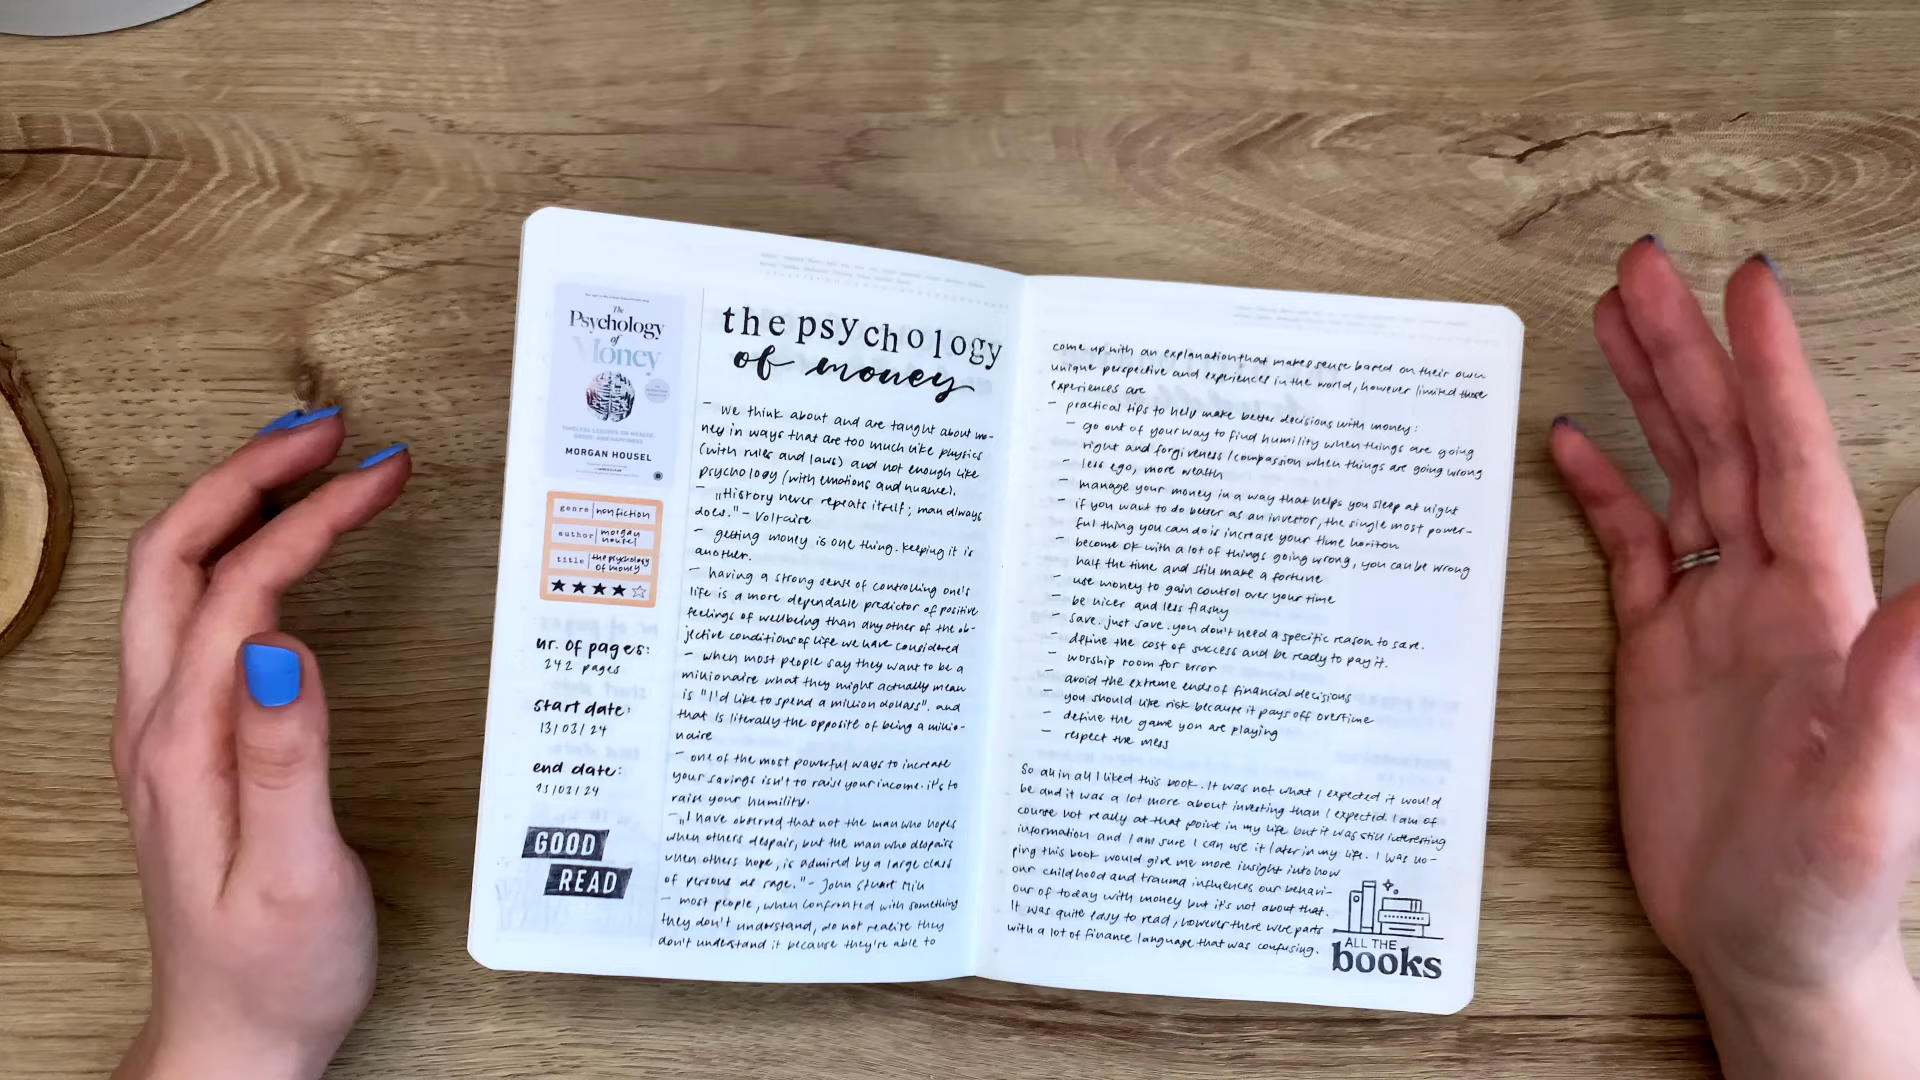 The
Psychology
of
Money
MORGAN HOUSEL
genre nonfiction
author morgan
housel
title the psychology
of money
nr. of pages:
242 pages
start date:
13/03/24
end date:
/03/24
GOOD
READ
the psychology
of money
- we think about and are taught about mo-
ney in ways that are too much like physics
(with rules and laws) and not enough like
psychology (with emotions and nuance).
- „History never repeats itself; man always
does." - Voltaire
- getting money is one thing. keeping it is
another.
- having a strong sense of controlling one's
life is a more dependable predictor of positive
feelings of wellbeing than any other of the ob-
jective conditions of life we have considered
- when most people say they want to be a
millionaire what they might actually mean
is "I'd like to spend a million dollars", and
that is literally the opposite of being a millio-
naire
- one of the most powerful ways to increase
your savings isn't to raise your income. it's to
raise your humility.
- „I have observed that not the man who hopes
when others despair, but the man who despairs
when others hope, is admired by a large class
of persons as sage." - John Stuart Mill
- most people, when confronted with something
they don't understand, do not realize they
don't understand it because they're able to
come up with an explanation that makes sense based on their own
unique perspective and experiences in the world, however limited those
experiences are
- practical tips to help make better decisions with money:
- go out of your way to find humility when things are going
right and forgiveness/compassion when things are going wrong
- less ego, more wealth
- manage your money in a way that helps you sleep at night
- if you want to do better as an investor, the single most power-
ful thing you can do is increase your time horizon
- become ok with a lot of things going wrong, you can be wrong
half the time and still make a fortune
- use money to gain control over your time
- be nicer and less flashy
- save. just save. you don't need a specific reason to save.
- define the cost of success and be ready to pay it.
- worship room for error
- avoid the extreme ends of financial decisions
- you should like risk because it pays off overtime
- define the game you are playing
- respect the mess
So all in all I liked this book. It was not what I expected it would
be and it was a lot more about investing than I expected. I am of
course not really at that point in my life but it was still interesting
information and I am sure I can use it later in my life. I was ho-
ping this book would give me more insight into how
our childhood and trauma influences our behavi-
our of today with money but it's not about that.
It was quite easy to read, however there were parts
with a lot of finance language that was confusing.
ALL THE
books